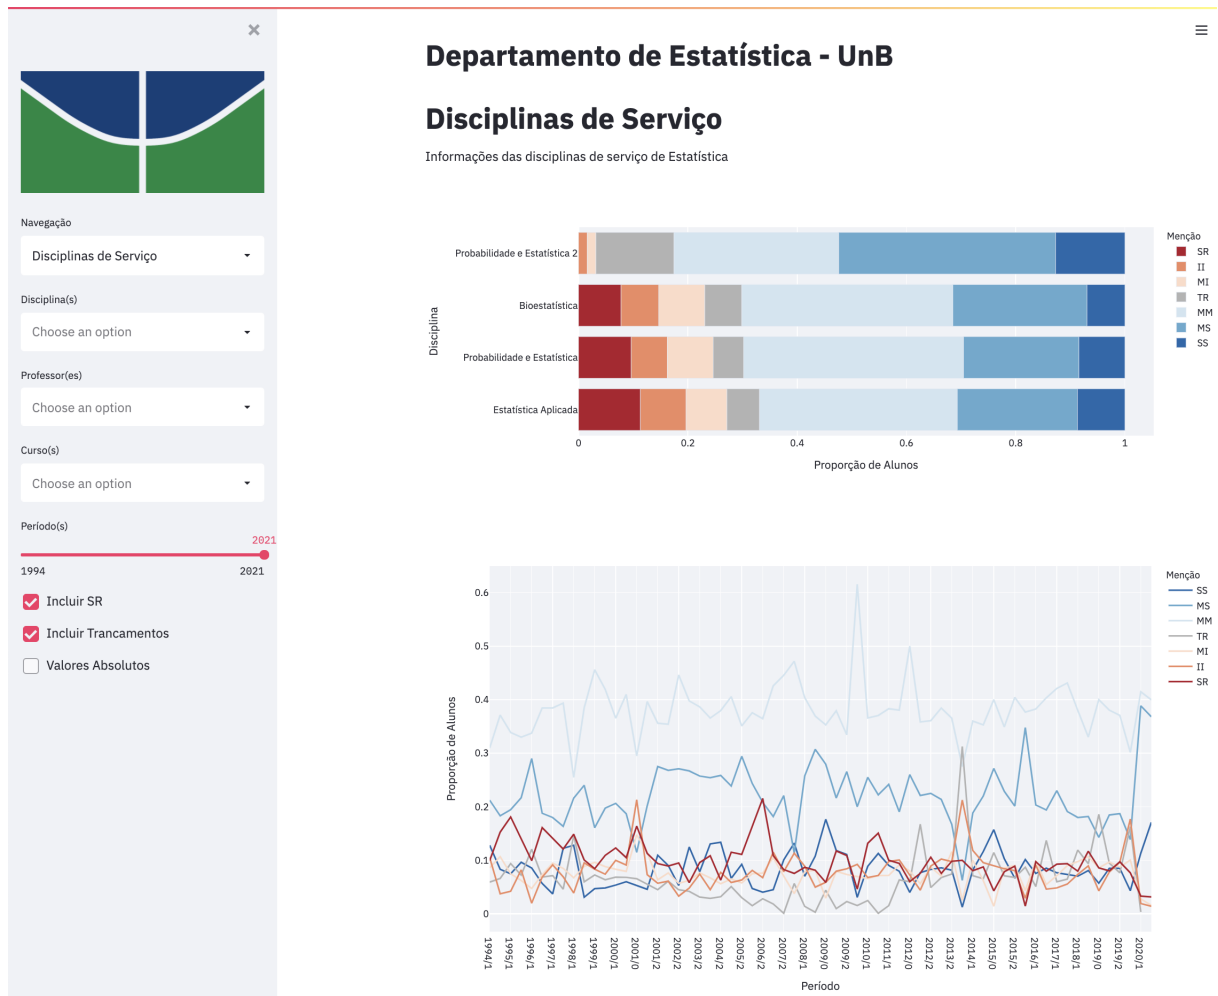 ×
Navegação
Disciplinas de Serviço
Disciplina(s)
Choose an option
Professor(es)
Choose an option
Curso(s)
Choose an option
Período(s)
2021
1994 2021
Incluir SR
Incluir Trancamentos
Valores Absolutos
Departamento de Estatística - UnB
Disciplinas de Serviço
Informações das disciplinas de serviço de Estatística
Disciplina
Probabilidade e Estatística 2
Bioestatística
Probabilidade e Estatística
Estatística Aplicada
0 0.2 0.4 0.6 0.8 1
Proporção de Alunos
Menção
SR
II
MI
TR
MM
MS
SS
Proporção de Alunos
0.6
0.5
0.4
0.3
0.2
0.1
0
1994/1 1995/1 1996/1 1997/1 1998/1 1999/1 2000/1 2001/0 2001/2 2002/2 2003/2 2004/2 2005/2 2006/2 2007/2 2008/1 2009/0 2009/2 2010/1 2011/1 2012/0 2012/2 2013/2 2014/1 2015/0 2015/2 2016/1 2017/1 2018/1 2019/0 2019/2 2020/1
Período
Menção
SS
MS
MM
TR
MI
II
SR